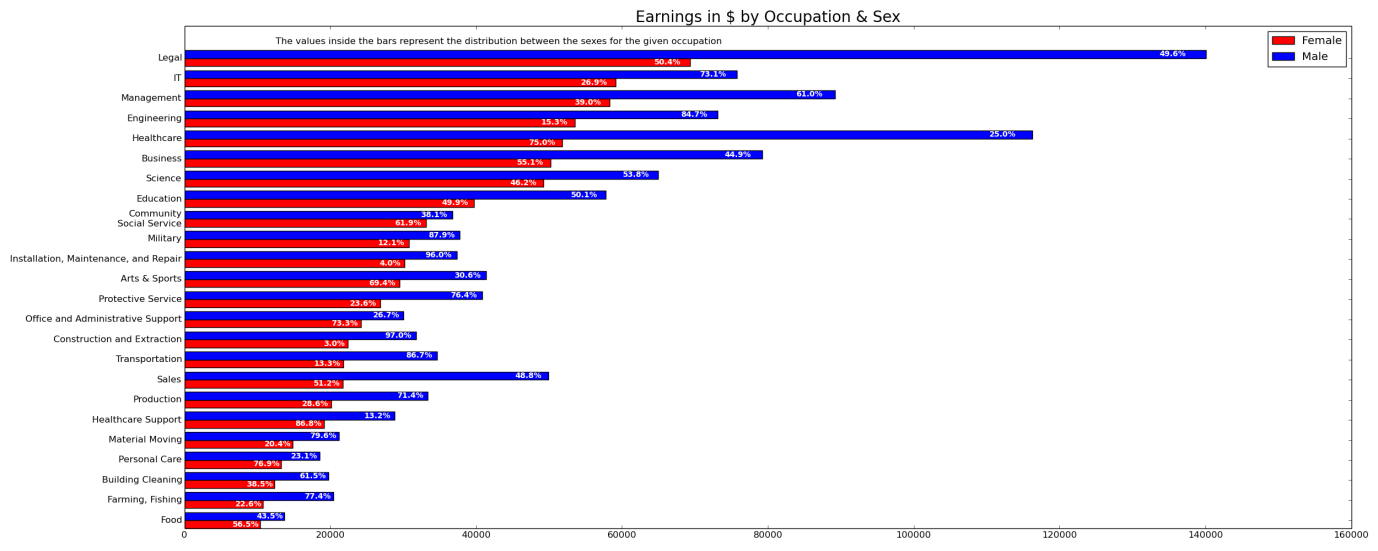 Earnings in $ by Occupation & Sex
The values inside the bars represent the distribution between the sexes for the given occupation
Female
Male
Legal
49.6%
50.4%
IT
73.1%
26.9%
Management
61.0%
39.0%
Engineering
84.7%
15.3%
Healthcare
25.0%
75.0%
Business
44.9%
55.1%
Science
53.8%
46.2%
Education
50.1%
49.9%
Community
Social Service
38.1%
61.9%
Military
87.9%
12.1%
Installation, Maintenance, and Repair
96.0%
4.0%
Arts & Sports
30.6%
69.4%
Protective Service
76.4%
23.6%
Office and Administrative Support
26.7%
73.3%
Construction and Extraction
97.0%
3.0%
Transportation
86.7%
13.3%
Sales
48.8%
51.2%
Production
71.4%
28.6%
Healthcare Support
13.2%
86.8%
Material Moving
79.6%
20.4%
Personal Care
23.1%
76.9%
Building Cleaning
61.5%
38.5%
Farming, Fishing
77.4%
22.6%
Food
43.5%
56.5%
0 20000 40000 60000 80000 100000 120000 140000 160000